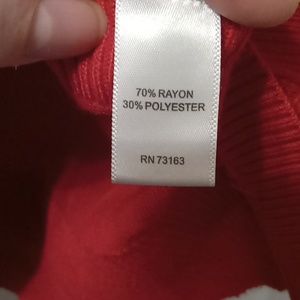 70% RAYON
30% POLYESTER
RN 73163